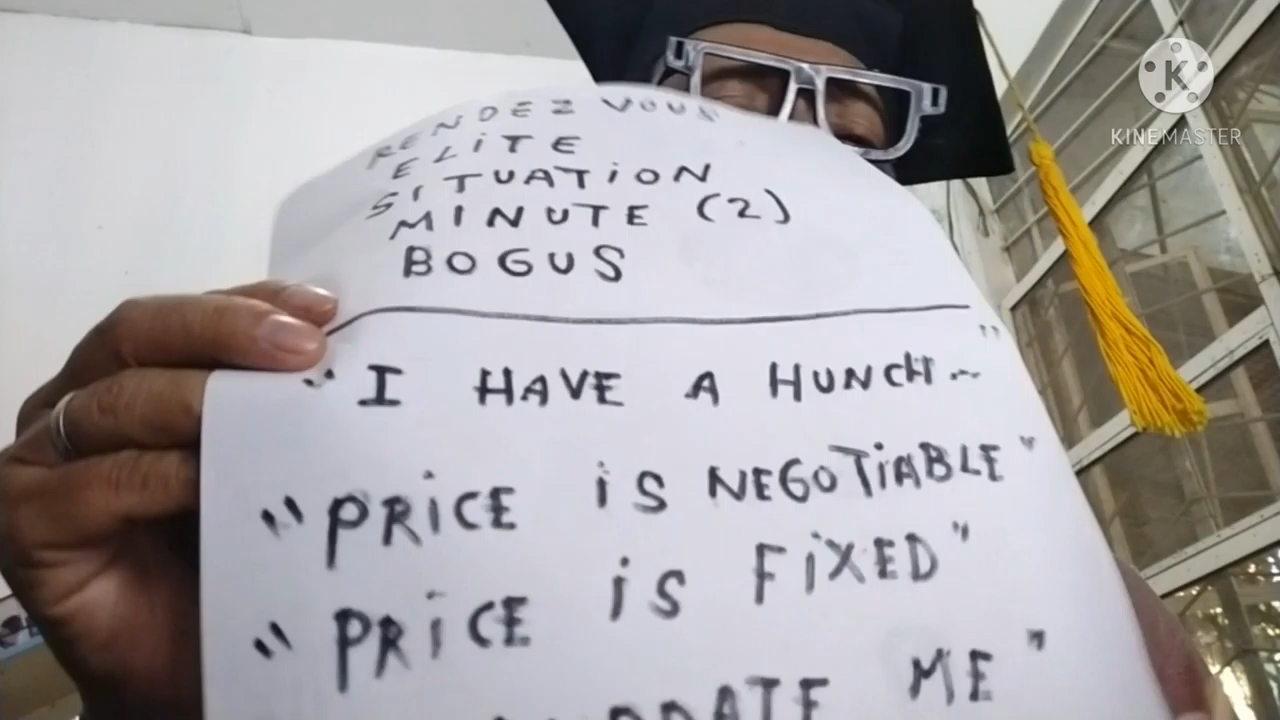 RENDEZ VOUS
ELITE
SITUATION
MINUTE (2)
BOGUS
"I HAVE A HUNCH..."
"PRICE IS NEGOTIABLE"
"PRICE IS FIXED"
ME"
K
KINEMASTER